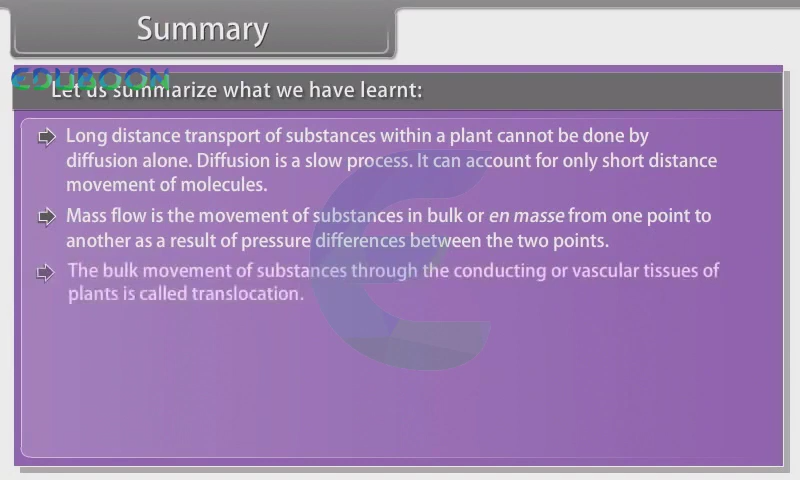 Summary
EDUBOON
Let us summarize what we have learnt:
Long distance transport of substances within a plant cannot be done by
diffusion alone. Diffusion is a slow process. It can account for only short distance
movement of molecules.
Mass flow is the movement of substances in bulk or en masse from one point to
another as a result of pressure differences between the two points.
The bulk movement of substances through the conducting or vascular tissues of
plants is called translocation.